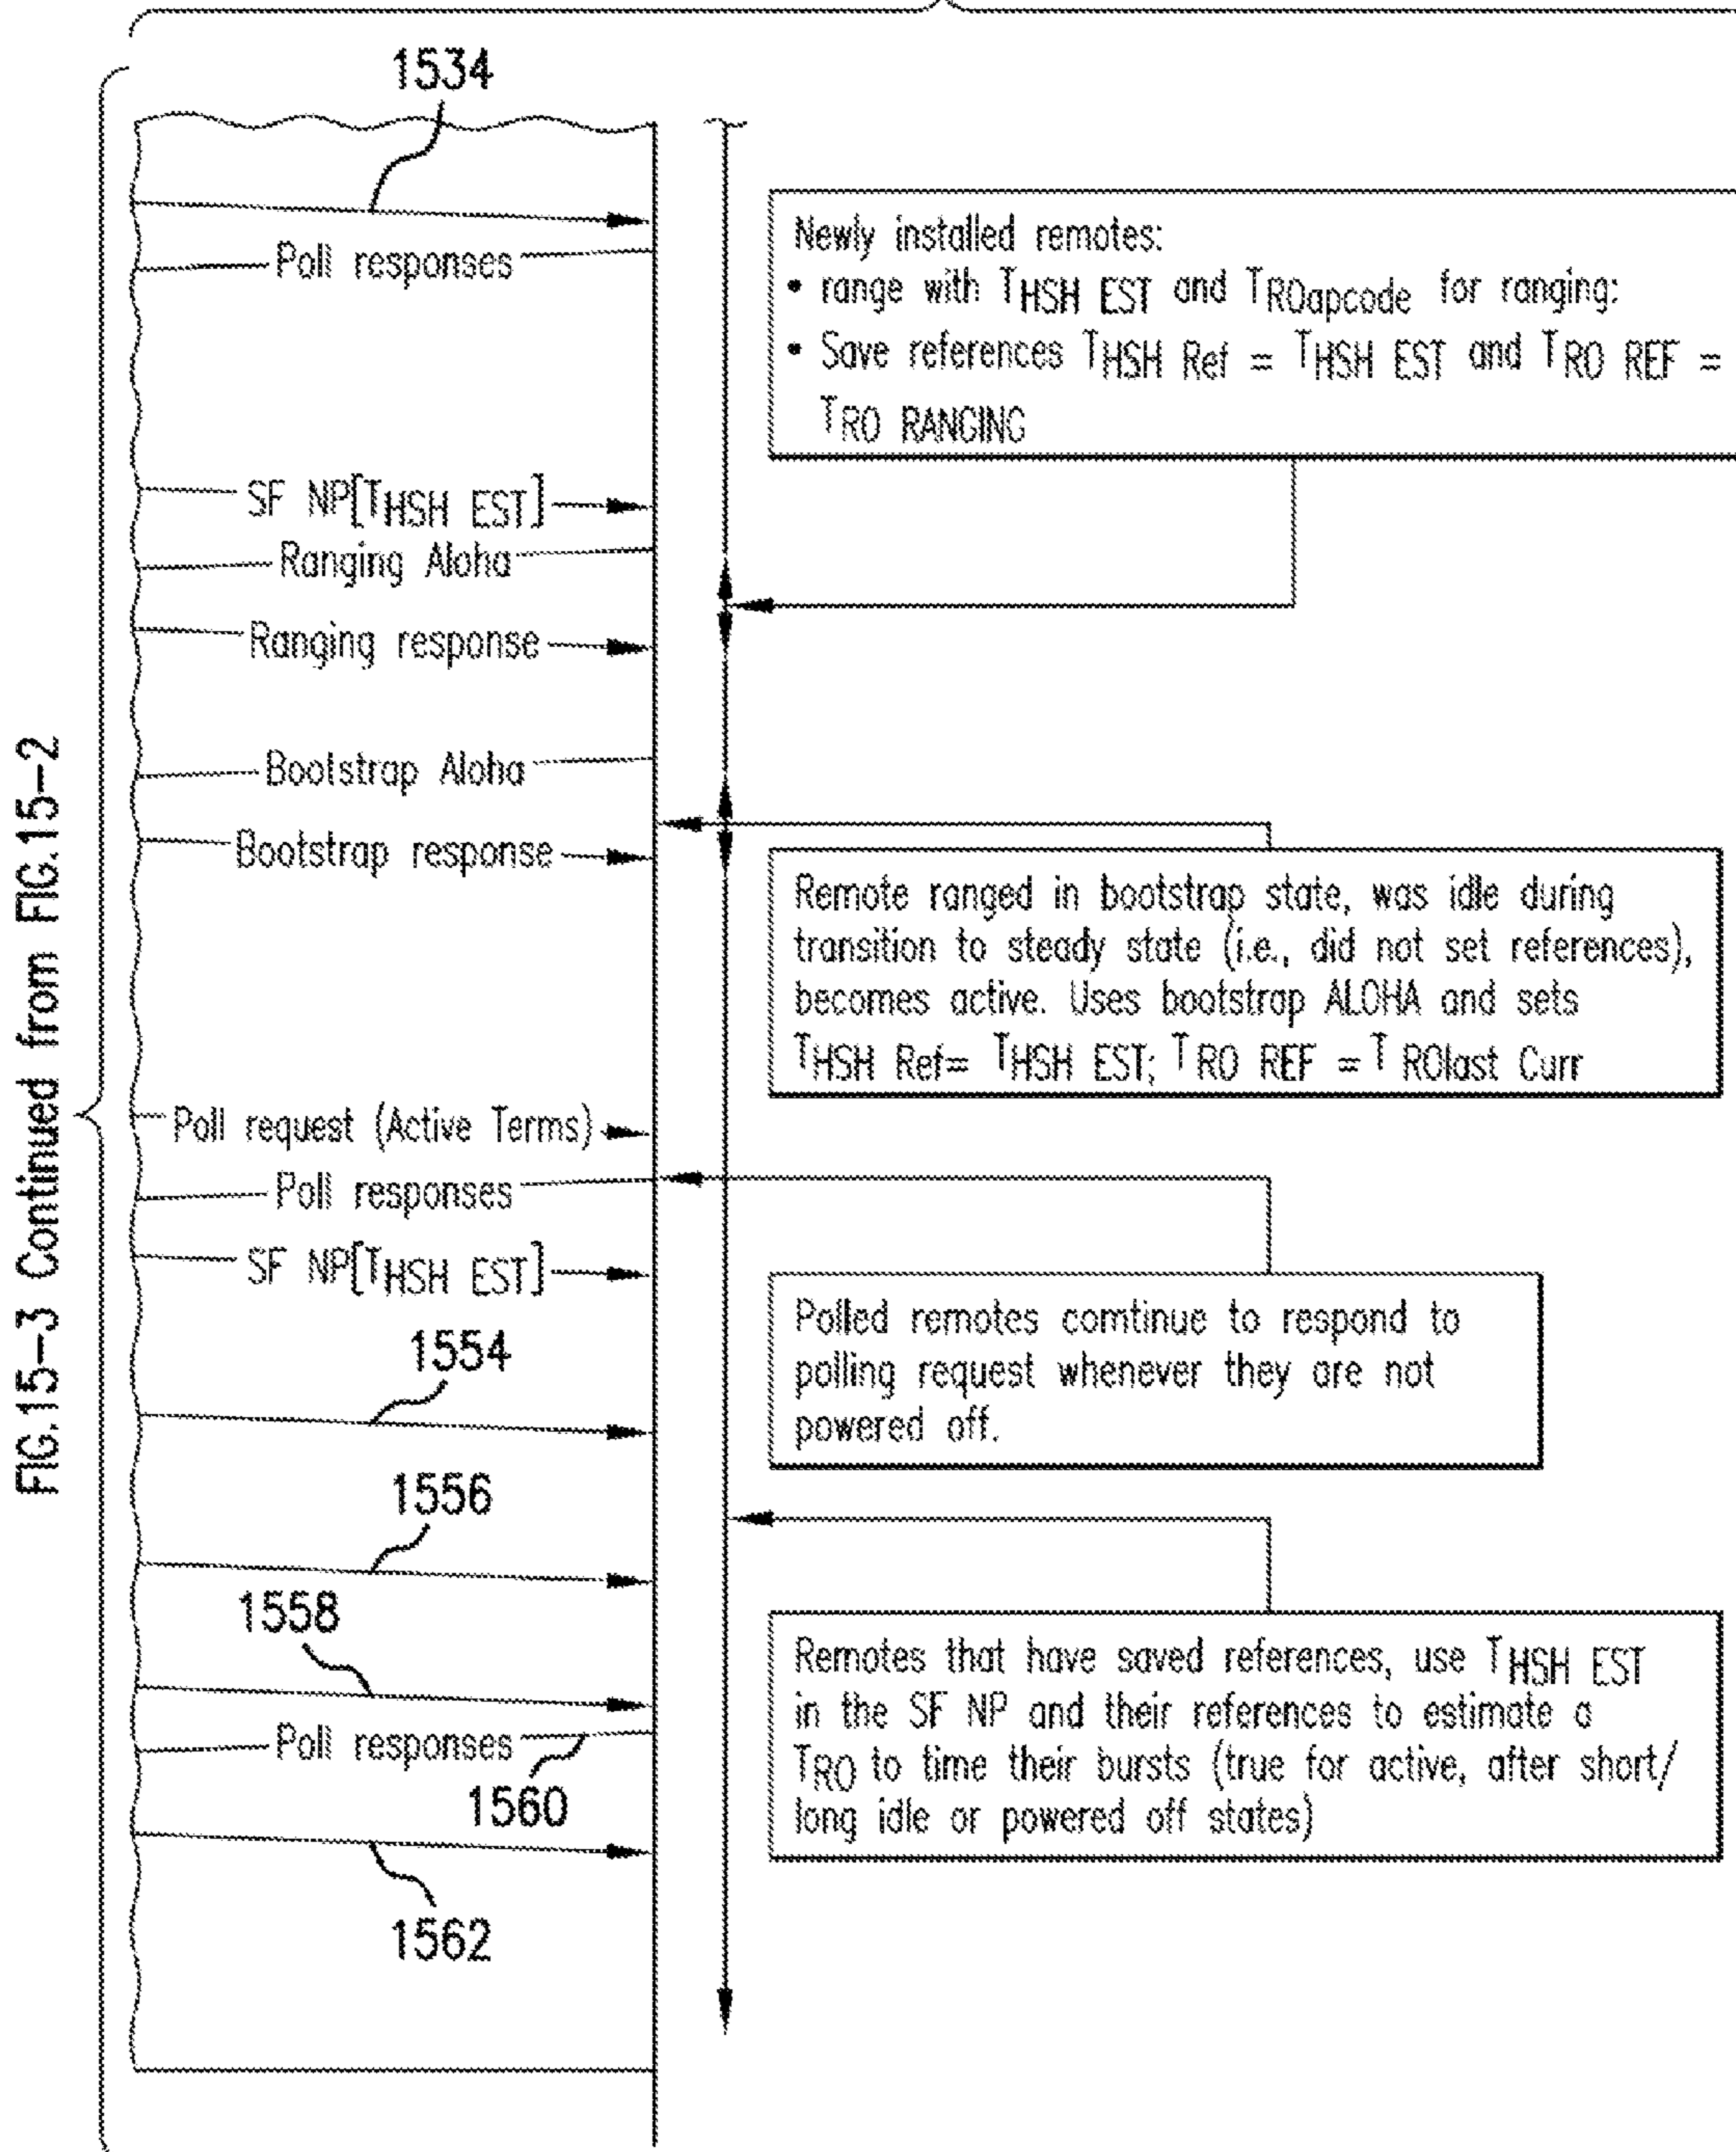 FIG.15-3 Continued from FIG.15-2
1534
Poll responses
SF NP[THSH EST]
Ranging Aloha
Ranging response
Bootstrap Aloha
Bootstrap response
Poll request (Active Terms)
Poll responses
SF NP[THSH EST]
1554
1556
1558
Poll responses
1560
1562
Newly installed remotes:
• range with THSH EST and TROapcode for ranging:
• Save references THSH Ref = THSH EST and TRO REF =
TRO RANGING
Remote ranged in bootstrap state, was idle during
transition to steady state (i.e., did not set references),
becomes active. Uses bootstrap ALOHA and sets
THSH Ref= THSH EST; TRO REF = T ROlast Curr
Polled remotes comtinue to respond to
polling request whenever they are not
powered off.
Remotes that have saved references, use THSH EST
in the SF NP and their references to estimate a
TRO to time their bursts (true for active, after short/
long idle or powered off states)